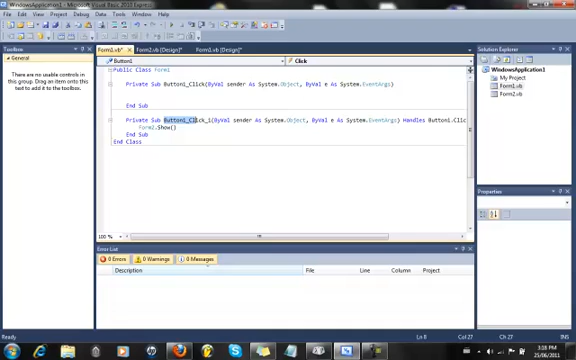 WindowsApplication1 - Microsoft Visual Basic 2010 Express
File Edit View Project Debug Data Tools Window Help
Toolbox
General
There are no usable controls in this group. Drag an item onto this text to add it to the toolbox.
Form1.vb* Form2.vb [Design]* Form1.vb [Design]*
Button1 Click
Public Class Form1
Private Sub Button1_Click(ByVal sender As System.Object, ByVal e As System.EventArgs)
End Sub
Private Sub Button1_Click_1(ByVal sender As System.Object, ByVal e As System.EventArgs) Handles Button1.Clic
Form2.Show()
End Sub
End Class
100 %
Solution Explorer
WindowsApplication1
My Project
Form1.vb
Form2.vb
Properties
Error List
0 Errors 0 Warnings 0 Messages
Description File Line Column Project
Ready Ln 8 Col 27 Ch 27
3:18 PM
25/06/2011